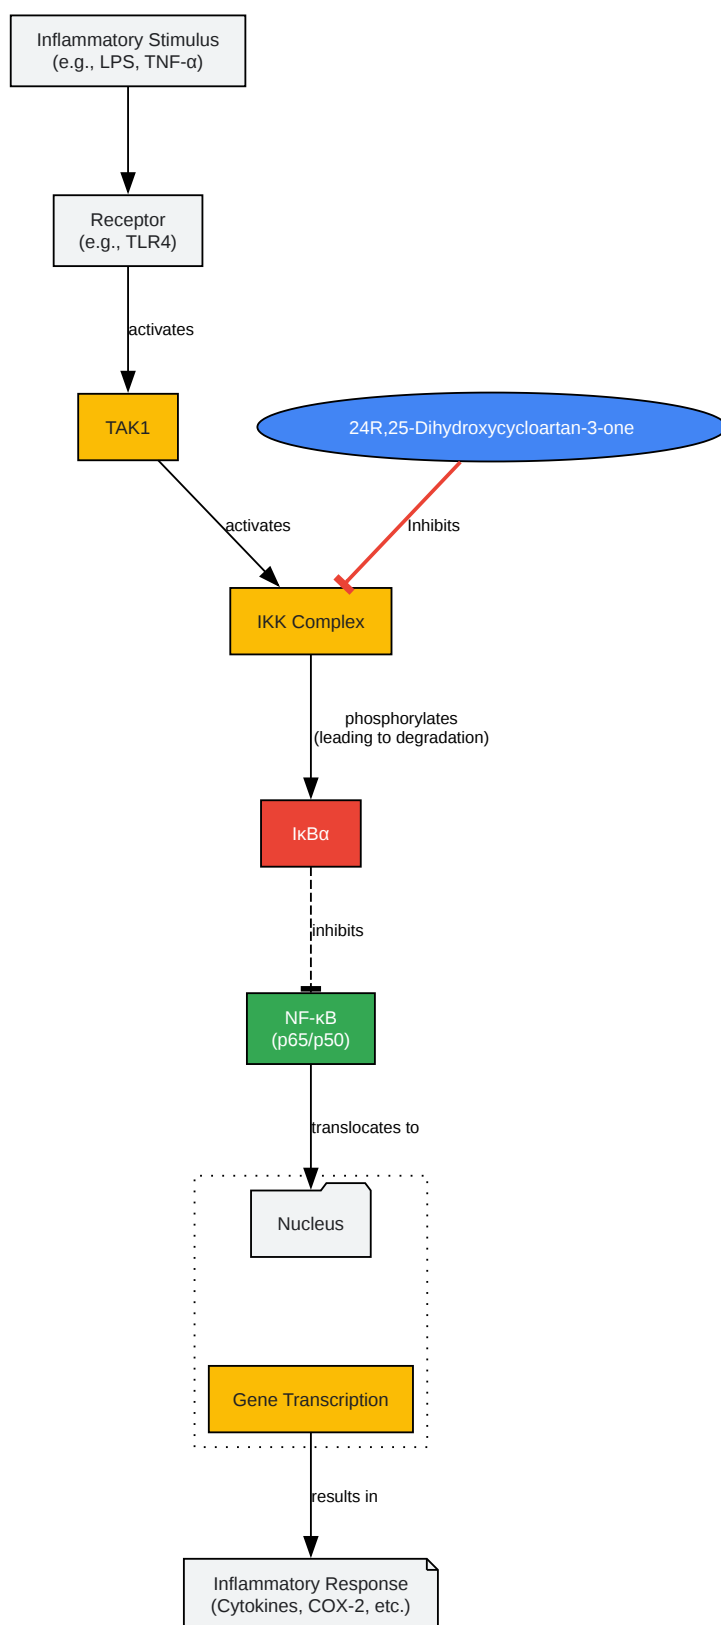 Inflammatory Stimulus
(e.g., LPS, TNF-α)
Receptor
(e.g., TLR4)
activates
TAK1
24R,25-Dihydroxycycloartan-3-one
activates
Inhibits
IKK Complex
phosphorylates
(leading to degradation)
IκBα
inhibits
NF-κB
(p65/p50)
translocates to
Nucleus
Gene Transcription
results in
Inflammatory Response
(Cytokines, COX-2, etc.)